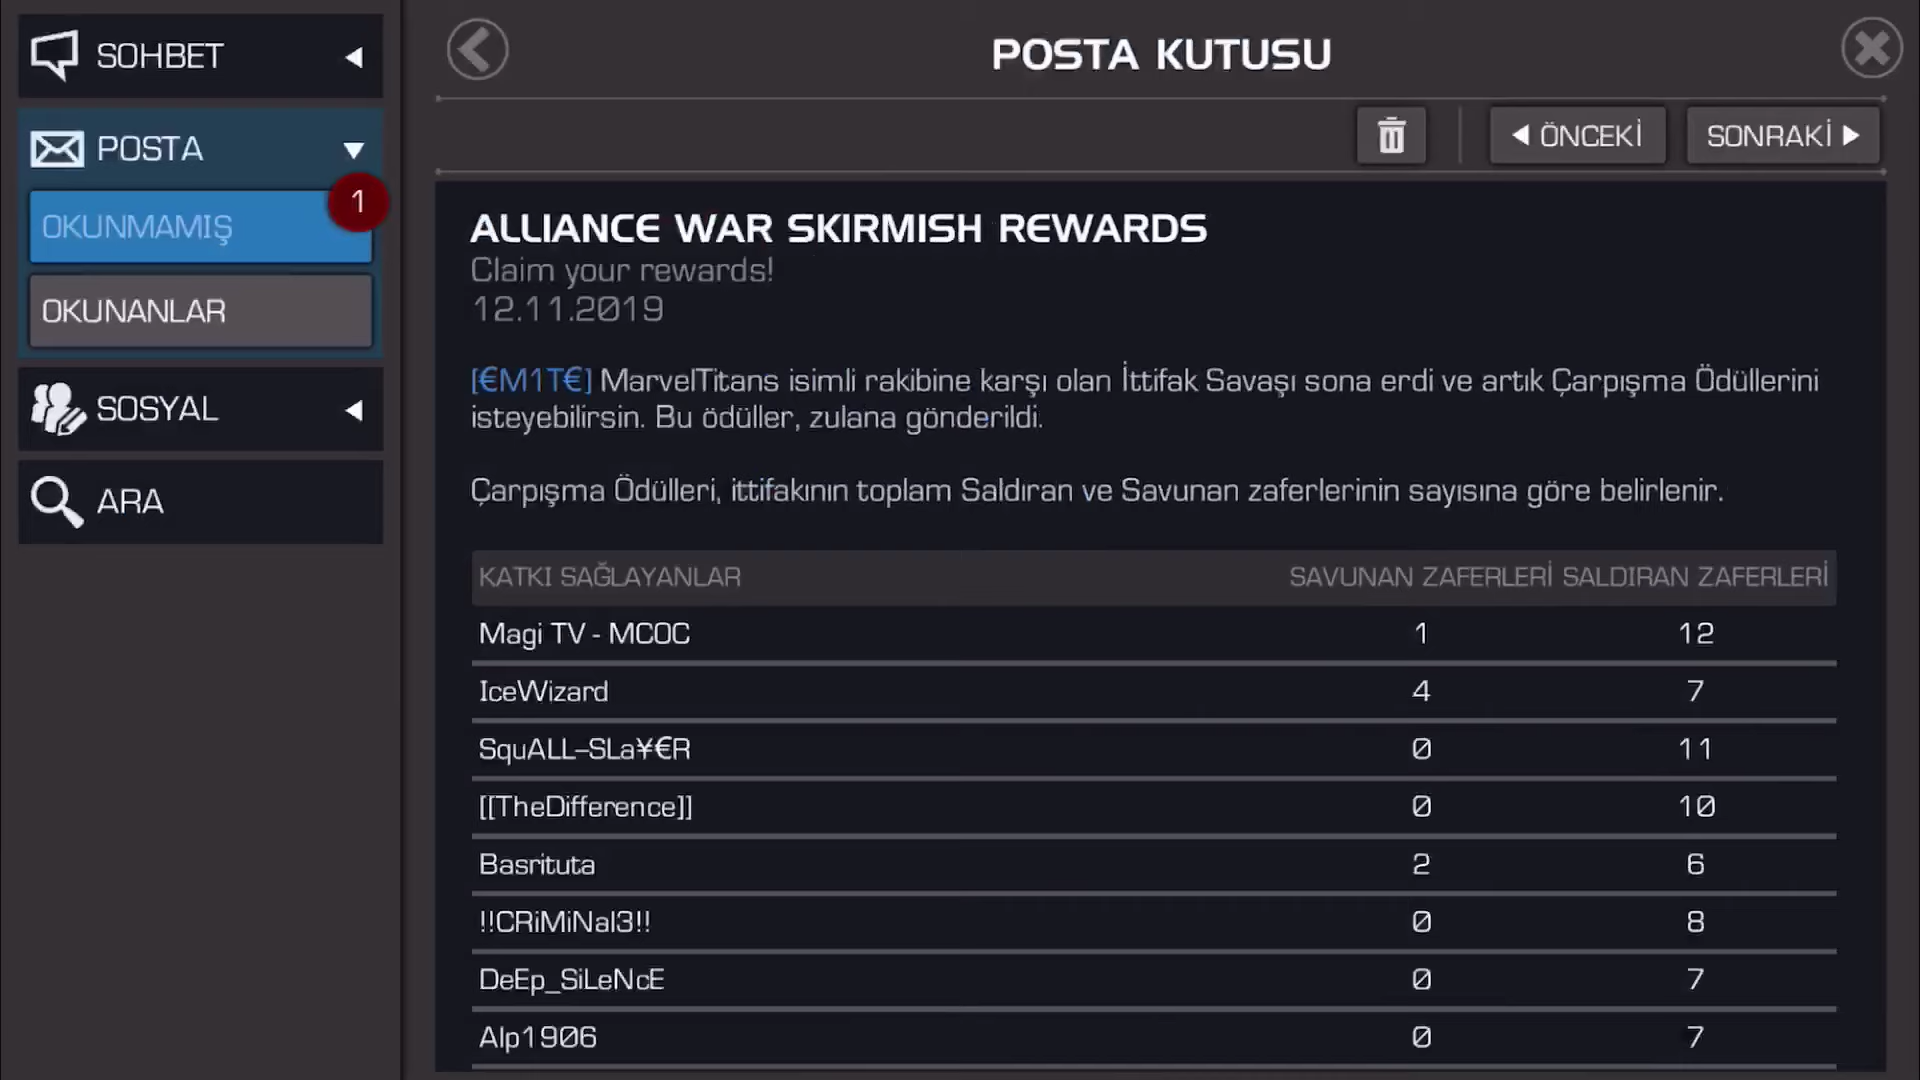 SOHBET
POSTA
1
OKUNMAMIŞ
OKUNANLAR
SOSYAL
ARA
POSTA KUTUSU
ÖNCEKİ
SONRAKİ
ALLIANCE WAR SKIRMISH REWARDS
Claim your rewards!
12.11.2019
[€M1T€] MarvelTitans isimli rakibine karşı olan İttifak Savaşı sona erdi ve artık Çarpışma Ödüllerini
isteyebilirsin. Bu ödüller, zulana gönderildi.
Çarpışma Ödülleri, ittifakının toplam Saldıran ve Savunan zaferlerinin sayısına göre belirlenir.
KATKI SAĞLAYANLAR SAVUNAN ZAFERLERİ SALDIRAN ZAFERLERİ
Magi TV - MCOC 1 12
IceWizard 4 7
SquALL–SLa¥€R 0 11
[[TheDifference]] 0 10
Basrituta 2 6
!!CRiMiNal3!! 0 8
DeEp_SiLeNcE 0 7
Alp1906 0 7